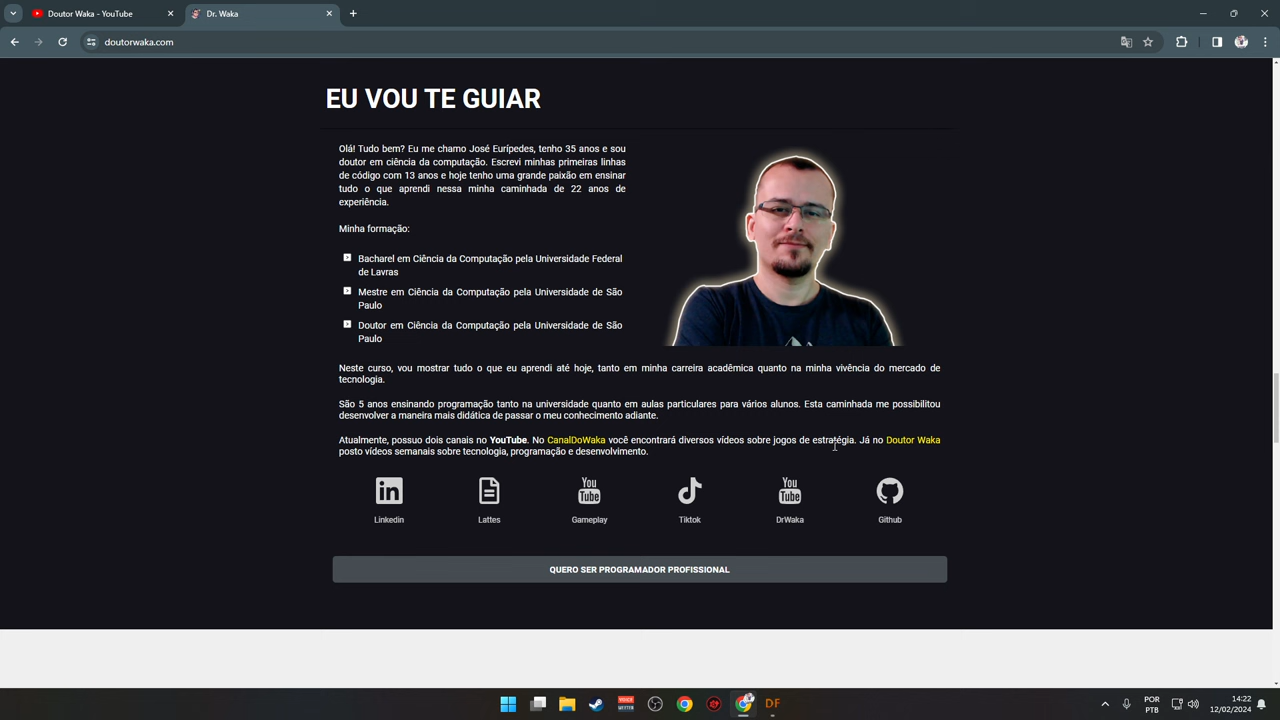 Doutor Waka - YouTube
Dr. Waka
doutorwaka.com
EU VOU TE GUIAR
Olá! Tudo bem? Eu me chamo José Eurípedes, tenho 35 anos e sou
doutor em ciência da computação. Escrevi minhas primeiras linhas
de código com 13 anos e hoje tenho uma grande paixão em ensinar
tudo o que aprendi nessa minha caminhada de 22 anos de
experiência.
Minha formação:
Bacharel em Ciência da Computação pela Universidade Federal
de Lavras
Mestre em Ciência da Computação pela Universidade de São
Paulo
Doutor em Ciência da Computação pela Universidade de São
Paulo
Neste curso, vou mostrar tudo o que eu aprendi até hoje, tanto em minha carreira acadêmica quanto na minha vivência do mercado de
tecnologia.
São 5 anos ensinando programação tanto na universidade quanto em aulas particulares para vários alunos. Esta caminhada me possibilitou
desenvolver a maneira mais didática de passar o meu conhecimento adiante.
Atualmente, possuo dois canais no YouTube. No CanalDoWaka você encontrará diversos vídeos sobre jogos de estratégia. Já no Doutor Waka
posto vídeos semanais sobre tecnologia, programação e desenvolvimento.
You Tube
You Tube
Linkedin
Lattes
Gameplay
Tiktok
DrWaka
Github
QUERO SER PROGRAMADOR PROFISSIONAL
DF
POR
PTB
14:22
12/02/2024